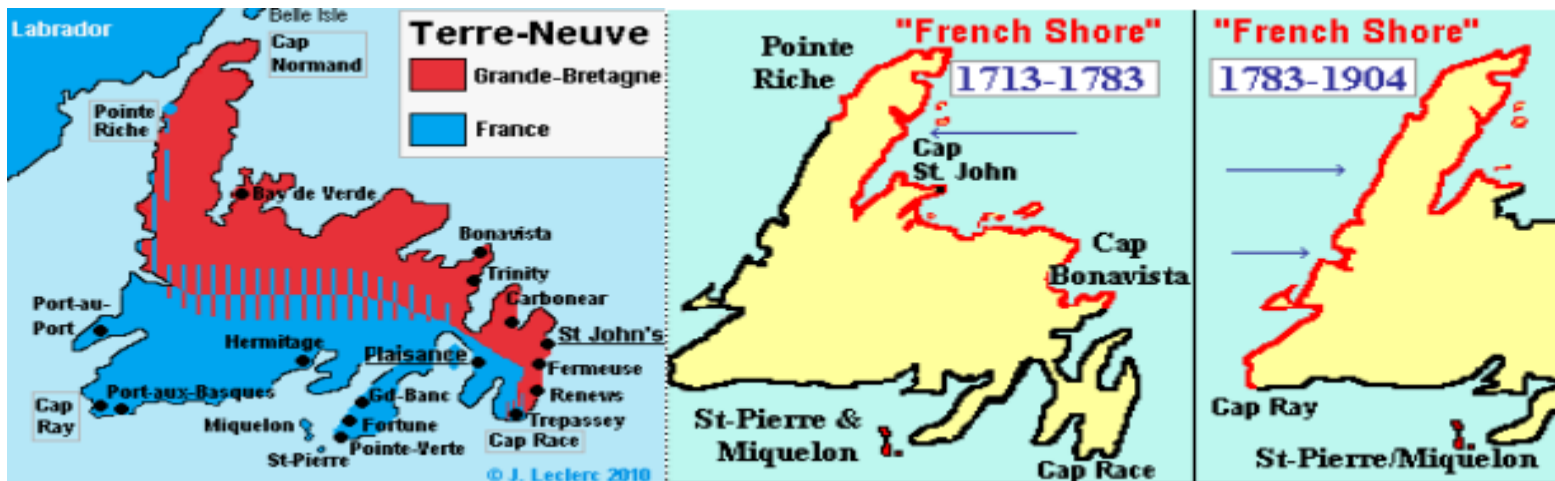 Labrador
Belle Isle
Cap
Normand
Terre-Neuve
Grande-Bretagne
France
Pointe
Riche
Bay de Verde
Bonavista
Trinity
Carbonear
Port-au-
Port
Hermitage
Plaisance
St John's
Fermeuse
Renews
Trepassey
Cap Race
Cap
Ray
Port-aux-Basques
Gd-Banc
Miquelon
Fortune
St-Pierre
Pointe-Verte
© J. Leclerc 2010
"French Shore"
1713-1783
Pointe
Riche
Cap
St. John
Cap
Bonavista
St-Pierre &
Miquelon
Cap Race
"French Shore"
1783-1904
Cap Ray
St-Pierre/Miquelon